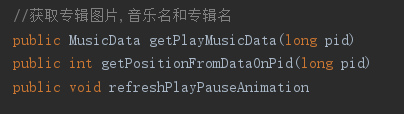 //获取专辑图片,音乐名和专辑名
public MusicData getPlayMusicData(long pid)
public int getPositionFromDataOnPid(long pid)
public void refreshPlayPauseAnimation